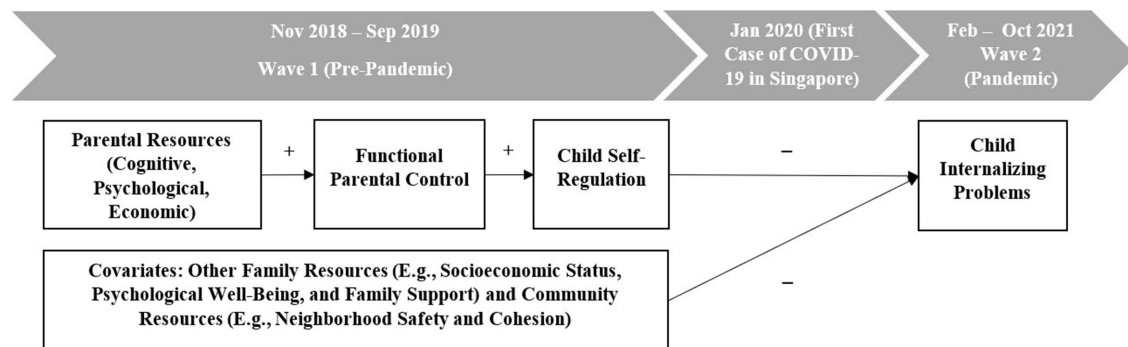 Nov 2018 – Sep 2019
Wave 1 (Pre-Pandemic)
Jan 2020 (First
Case of COVID-
19 in Singapore)
Feb – Oct 2021
Wave 2
(Pandemic)
Parental Resources
(Cognitive,
Psychological,
Economic)
+
Functional
Parental Control
+
Child Self-
Regulation
–
Child
Internalizing
Problems
Covariates: Other Family Resources (E.g., Socioeconomic Status,
Psychological Well-Being, and Family Support) and Community
Resources (E.g., Neighborhood Safety and Cohesion)
–